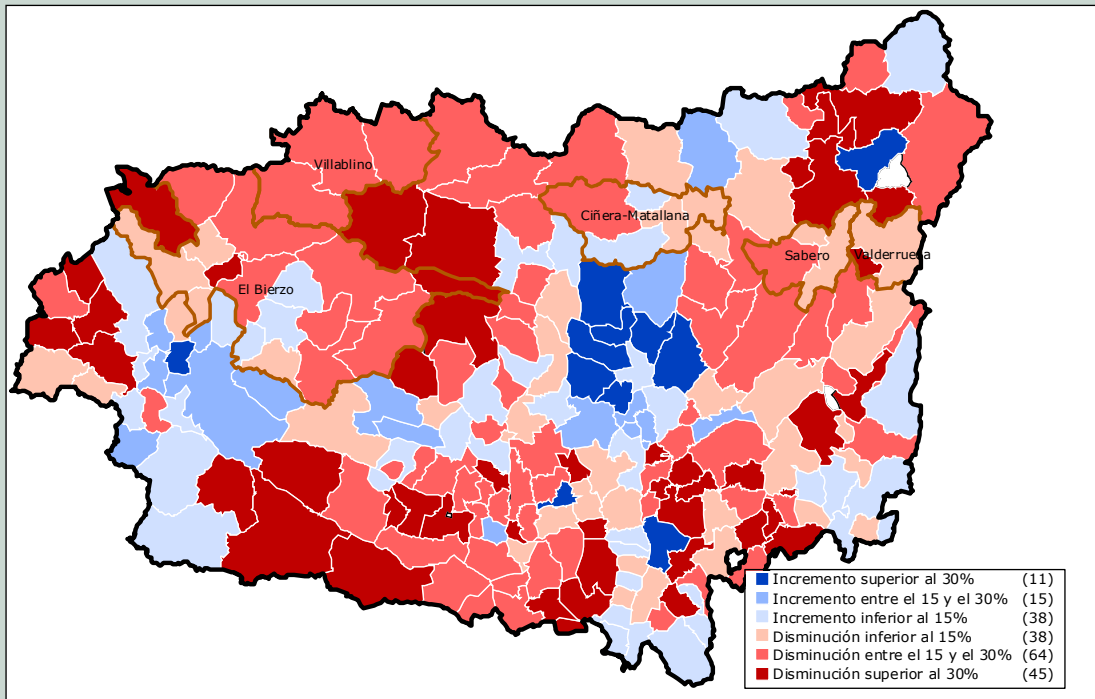 Villablino
Ciñera-Matallana
Sabero
Valderrueda
El Bierzo
Incremento superior al 30% (11)
Incremento entre el 15 y el 30% (15)
Incremento inferior al 15% (38)
Disminución inferior al 15% (38)
Disminución entre el 15 y el 30% (64)
Disminución superior al 30% (45)